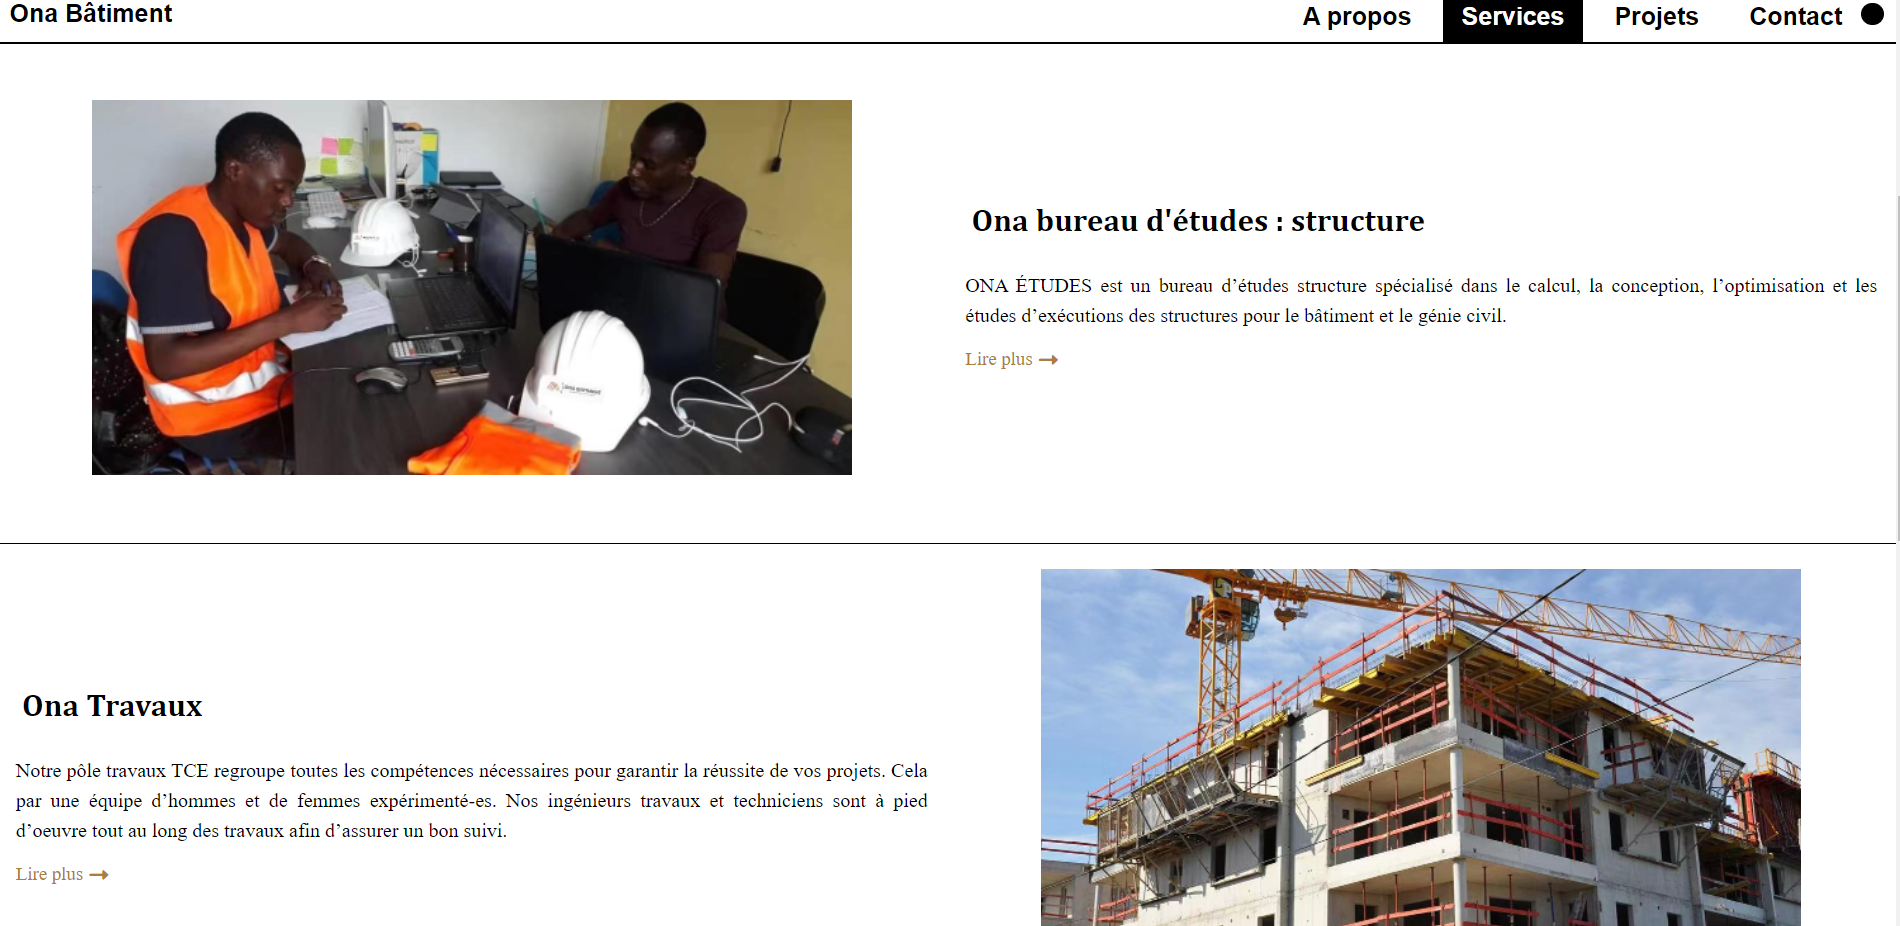 Ona Bâtiment
A propos Services Projets Contact
Ona bureau d'études : structure
ONA ÉTUDES est un bureau d’études structure spécialisé dans le calcul, la conception, l’optimisation et les
études d’exécutions des structures pour le bâtiment et le génie civil.
Lire plus
Ona Travaux
Notre pôle travaux TCE regroupe toutes les compétences nécessaires pour garantir la réussite de vos projets. Cela
par une équipe d’hommes et de femmes expérimenté-es. Nos ingénieurs travaux et techniciens sont à pied
d’oeuvre tout au long des travaux afin d’assurer un bon suivi.
Lire plus